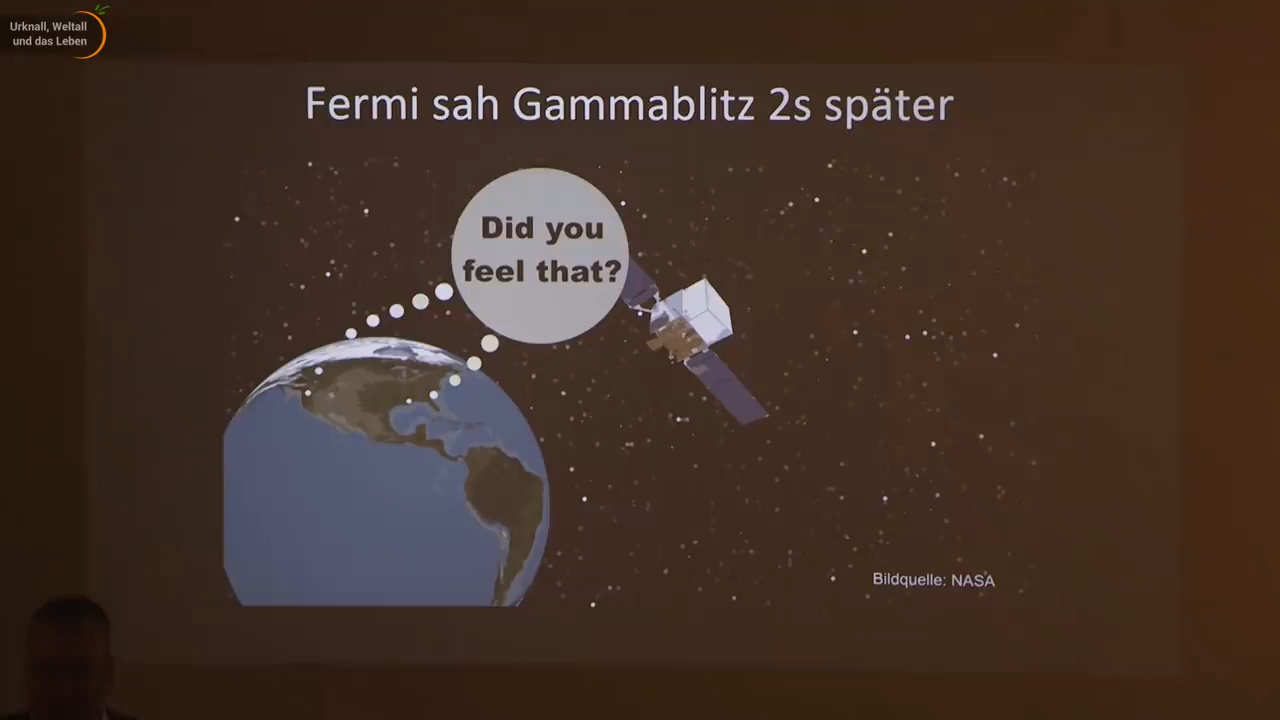 Urknall, Weltall
und das Leben
Fermi sah Gammablitz 2s später
Did you
feel that?
Bildquelle: NASA